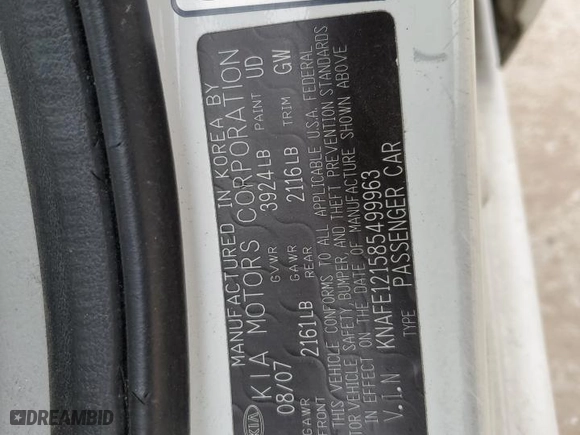 MANUFACTURED IN KOREA BY
KIA KIA MOTORS CORPORATION
08/07 GVWR 3924LB PAINT UD
GAWR FRONT 2161LB GAWR REAR 2116LB TRIM GW
THIS VEHICLE CONFORMS TO ALL APPLICABLE U.S.A. FEDERAL
MOTOR VEHICLE SAFETY, BUMPER, AND THEFT PREVENTION STANDARDS
IN EFFECT ON THE DATE OF MANUFACTURE SHOWN ABOVE
V.I.N KNAFE121585499963
TYPE PASSENGER CAR
DREAMBID